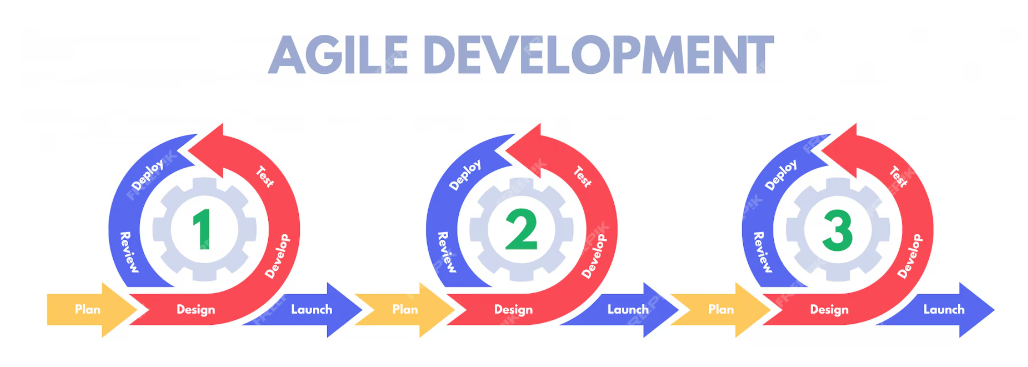 AGILE DEVELOPMENT
Plan
Design
Develop
Test
Deploy
Review
Launch
1
Plan
Design
Develop
Test
Deploy
Review
Launch
2
Plan
Design
Develop
Test
Deploy
Review
Launch
3